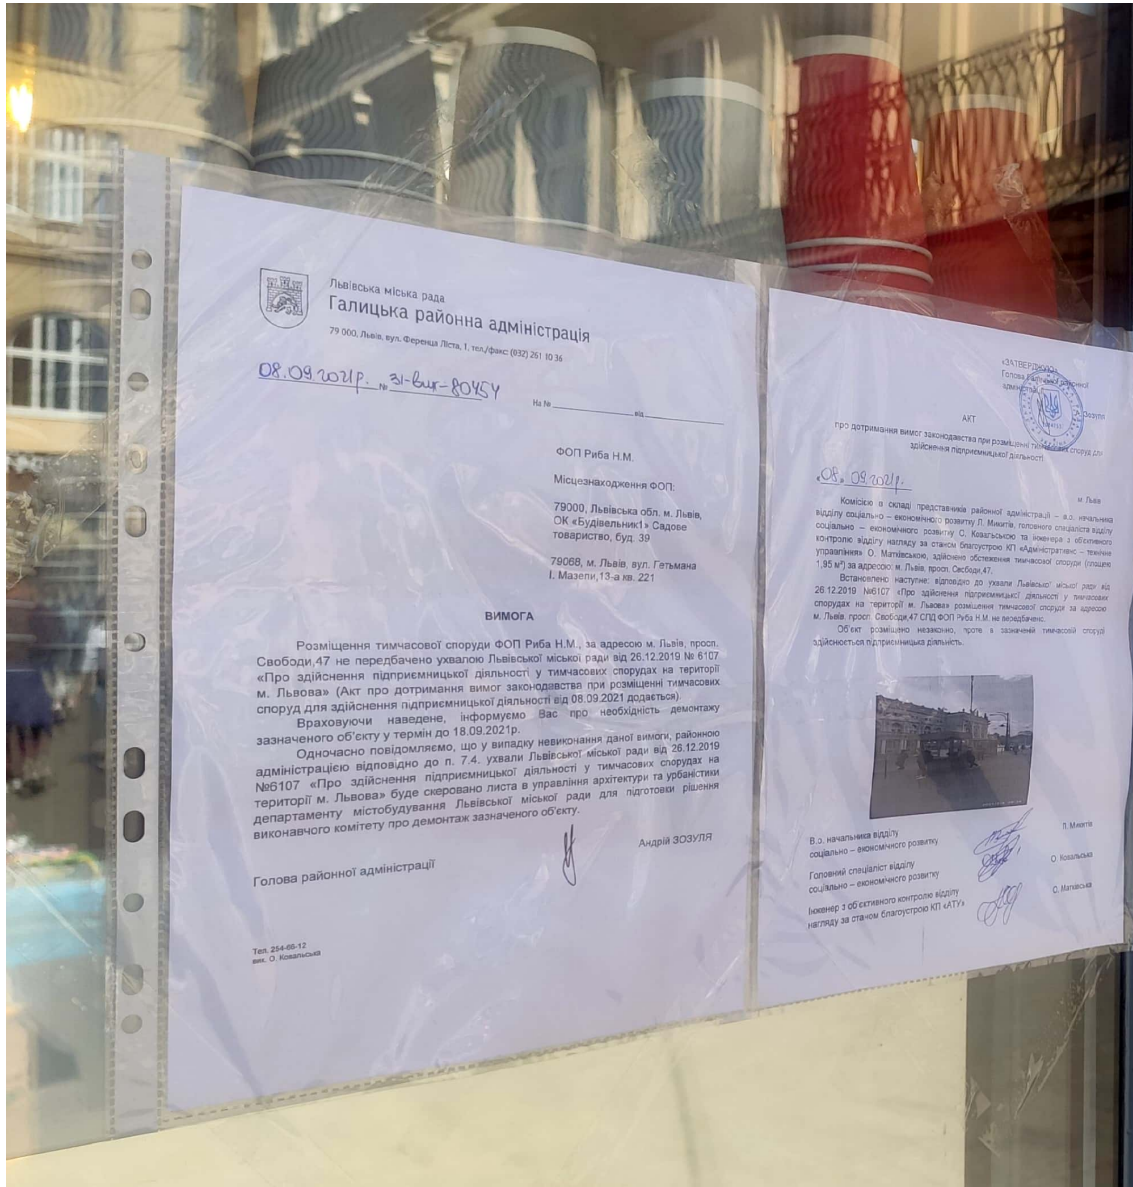 Львівська міська рада
Галицька районна адміністрація
79 000, Львів, вул. Ференца Ліста, 1, тел./факс: (032) 261 10 36
08.09.2021р. № 31-вих-80454
На № від
ФОП Риба Н.М.
Місцезнаходження ФОП:
79000, Львівська обл. м. Львів,
ОК «Будівельник1» Садове
товариство, буд. 39
79068, м. Львів, вул. Гетьмана
І. Мазепи,13-а кв. 221
ВИМОГА
Розміщення тимчасової споруди ФОП Риба Н.М., за адресою м. Львів, просп.
Свободи,47 не передбачено ухвалою Львівської міської ради від 26.12.2019 № 6107
«Про здійснення підприємницької діяльності у тимчасових спорудах на території
м. Львова» (Акт про дотримання вимог законодавства при розміщенні тимчасових
споруд для здійснення підприємницької діяльності від 08.09.2021 додається).
Враховуючи наведене, інформуємо Вас про необхідність демонтажу
зазначеного об'єкту у термін до 18.09.2021р.
Одночасно повідомляємо, що у випадку невиконання даної вимоги, районною
адміністрацією відповідно до п. 7.4. ухвали Львівської міської ради від 26.12.2019
№6107 «Про здійснення підприємницької діяльності у тимчасових спорудах на
території м. Львова» буде скеровано листа в управління архітектури та урбаністики
департаменту містобудування Львівської міської ради для підготовки рішення
виконавчого комітету про демонтаж зазначеного об'єкту.
Голова районної адміністрації Андрій ЗОЗУЛЯ
Тел. 254-60-12
вик. О. Ковальська
«ЗАТВЕРДЖУЮ»
Голова Галицької районної
адміністрації Зозуля
АКТ
про дотримання вимог законодавства при розміщенні тимчасових споруд для
здійснення підприємницької діяльності
08. 09.2021р.
м. Львів
Комісією в складі представників районної адміністрації – в.о. начальника
відділу соціально – економічного розвитку Л. Микитів, головного спеціаліста відділу
соціально – економічного розвитку О. Ковальською та інженера з об'єктивного
контролю відділу нагляду за станом благоустрою КП «Адміністративно – технічне
управління» О. Матківською, здійснено обстеження тимчасової споруди (площею
1,95 м²) за адресою: м. Львів, просп. Свободи,47.
Встановлено наступне: відповідно до ухвали Львівської міської ради від
26.12.2019 №6107 «Про здійснення підприємницької діяльності у тимчасових
спорудах на території м. Львова» розміщення тимчасової споруди за адресою
м. Львів, просп. Свободи,47 СПД ФОП Риба Н.М. не передбачено.
Об'єкт розміщено незаконно, проте в зазначеній тимчасовій споруді
здійснюється підприємницька діяльність.
В.о. начальника відділу
соціально – економічного розвитку Л. Микитів
Головний спеціаліст відділу
соціально – економічного розвитку О. Ковальська
Інженер з об'єктивного контролю відділу
нагляду за станом благоустрою КП «АТУ» О. Матківська